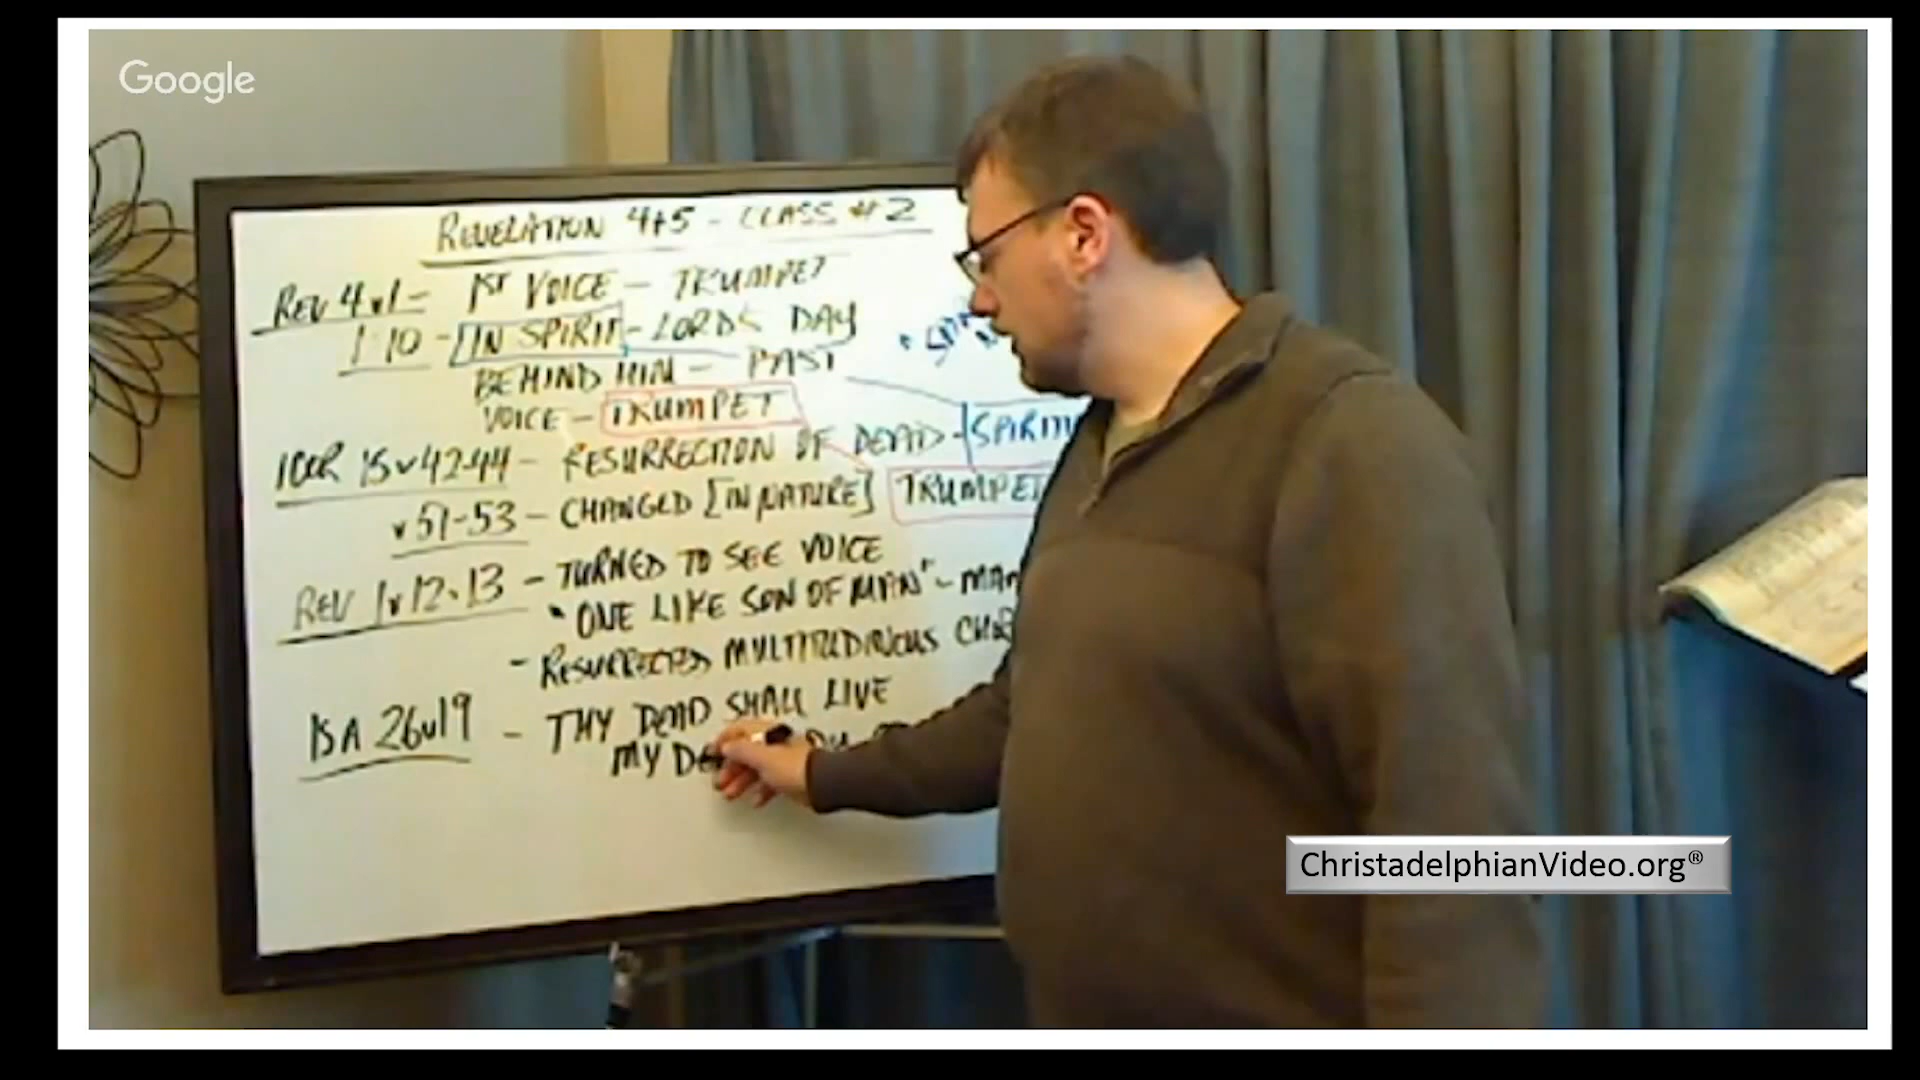 Google
REVELATION 4+5 - CLASS #2
REV 4v1 - 1ST VOICE - TRUMPET
1:10 - [IN SPIRIT] - LORDS DAY
BEHIND HIM - PAST
VOICE - TRUMPET
1COR 15v42-44 - RESURRECTION OF DEAD -
v51-53 - CHANGED [IN NATURE] TRUMPET
REV 1v12,13 - TURNED TO SEE VOICE
"ONE LIKE SON OF MAN" -
- RESURRECTED MULTITUDINOUS
ISA 26v19 - THY DEAD SHALL LIVE
MY
ChristadelphianVideo.org®